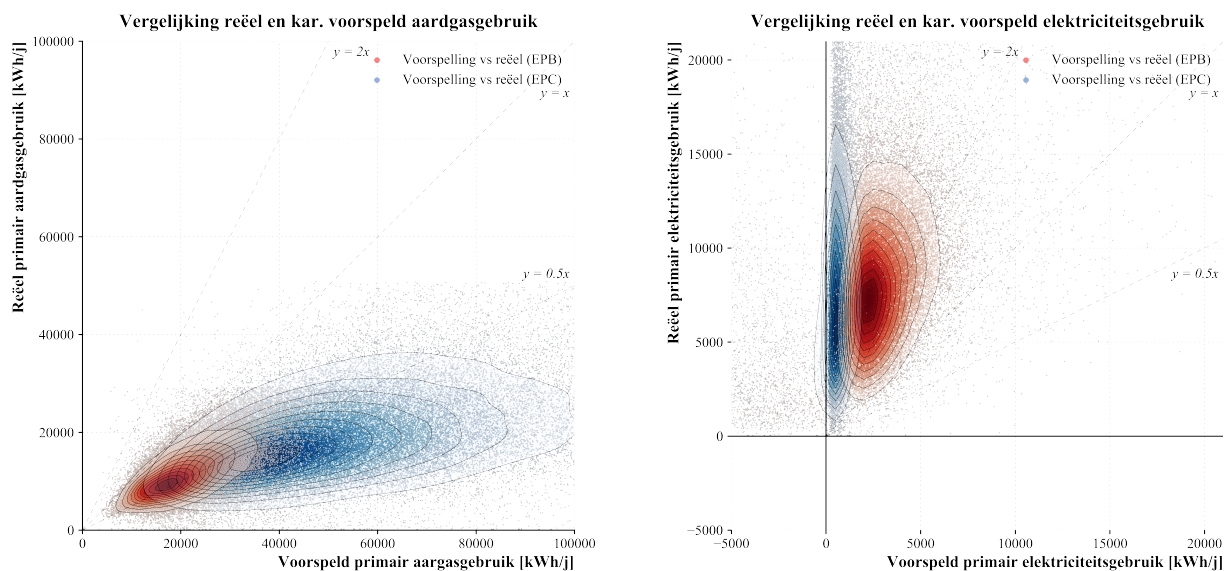 Vergelijking reëel en kar. voorspeld aardgasgebruik
Reëel primair aardgasgebruik [kWh/j]
100000
80000
60000
40000
20000
0
y = 2x
Voorspelling vs reëel (EPB)
Voorspelling vs reëel (EPC)
y = x
y = 0.5x
0
20000
40000
60000
80000
100000
Voorspeld primair aargasgebruik [kWh/j]
Vergelijking reëel en kar. voorspeld elektriciteitsgebruik
Reëel primair elektriciteitsgebruik [kWh/j]
20000
15000
10000
5000
0
−5000
y = 2x
Voorspelling vs reëel (EPB)
Voorspelling vs reëel (EPC)
y = x
y = 0.5x
−5000
0
5000
10000
15000
20000
Voorspeld primair elektriciteitsgebruik [kWh/j]